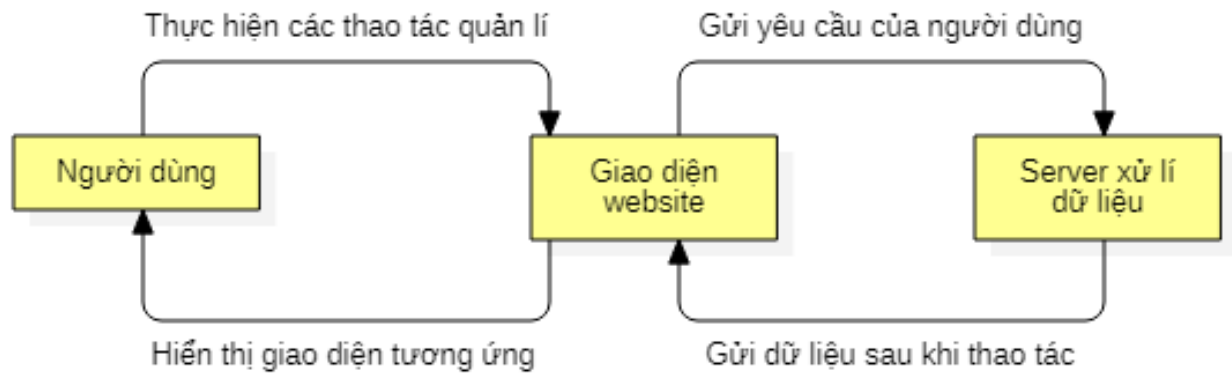 Thực hiện các thao tác quản lí
Gửi yêu cầu của người dùng
Người dùng
Giao diện
website
Server xử lí
dữ liệu
Hiển thị giao diện tương ứng
Gửi dữ liệu sau khi thao tác